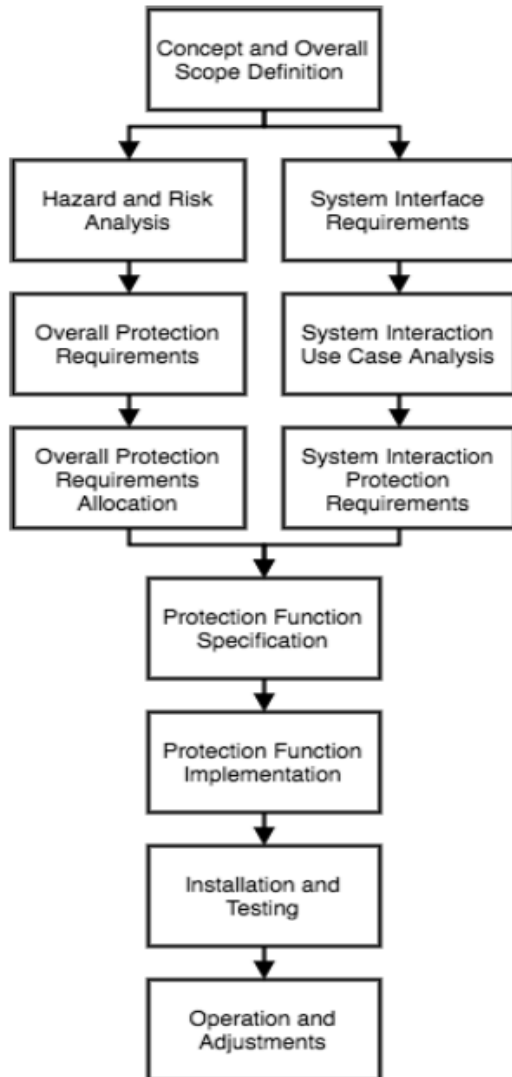 Concept and Overall
Scope Definition
Hazard and Risk
Analysis
System Interface
Requirements
Overall Protection
Requirements
System Interaction
Use Case Analysis
Overall Protection
Requirements
Allocation
System Interaction
Protection
Requirements
Protection Function
Specification
Protection Function
Implementation
Installation and
Testing
Operation and
Adjustments